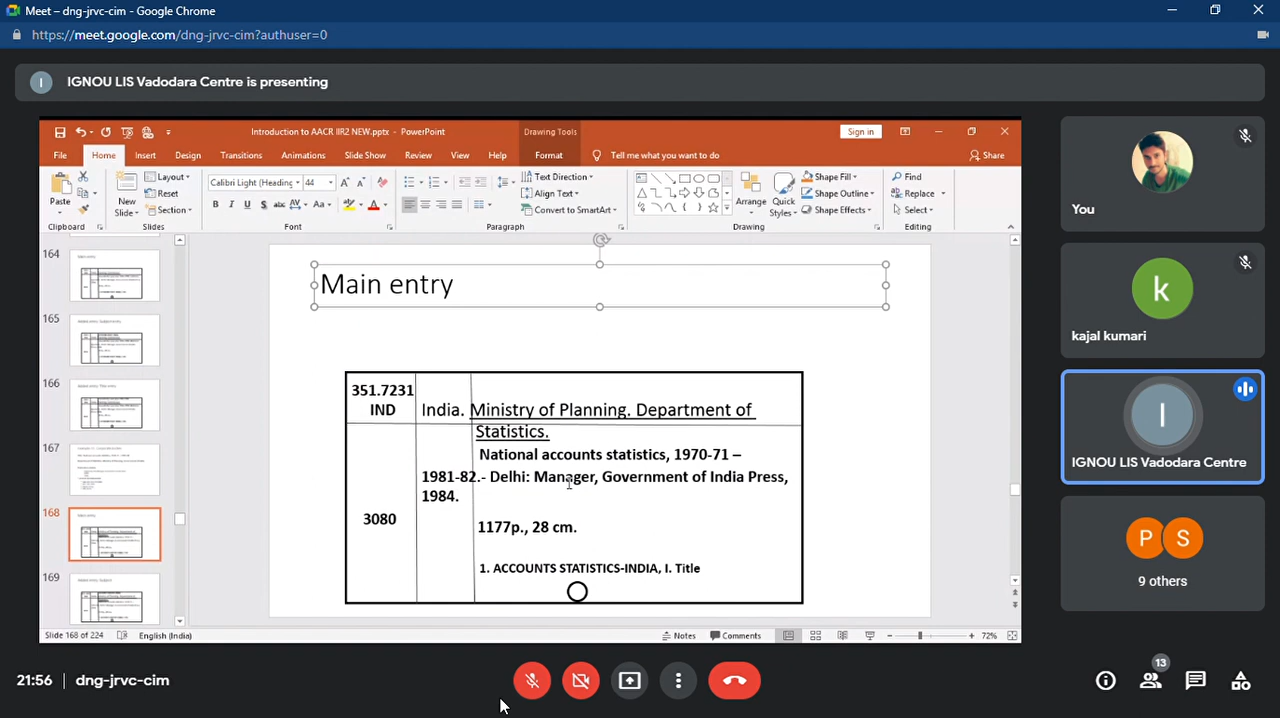 Meet – dng-jrvc-cim - Google Chrome
https://meet.google.com/dng-jrvc-cim?authuser=0
I IGNOU LIS Vadodara Centre is presenting
Introduction to AACR IIR2 NEW.pptx - PowerPoint
Drawing Tools
Sign in
File Home Insert Design Transitions Animations Slide Show Review View Help Format Tell me what you want to do Share
Paste
Clipboard
New
Slide
Layout
Reset
Section
Slides
Calibri Light (Heading 44
B I U S abc AV Aa A
Font
Text Direction
Align Text
Convert to SmartArt
Paragraph
Arrange
Quick
Styles
Shape Fill
Shape Outline
Shape Effects
Drawing
Find
Replace
Select
Editing
164
165
166
167
168
169
Main entry
351.7231
IND
India. Ministry of Planning. Department of
Statistics.
National accounts statistics, 1970-71 –
1981-82.- Delhi: Manager, Government of India Press,
1984.
3080
1177p., 28 cm.
1. ACCOUNTS STATISTICS-INDIA, I. Title
Slide 168 of 224 English (India) Notes Comments 72%
You
k
kajal kumari
I
IGNOU LIS Vadodara Centre
P S
9 others
21:56 | dng-jrvc-cim
13